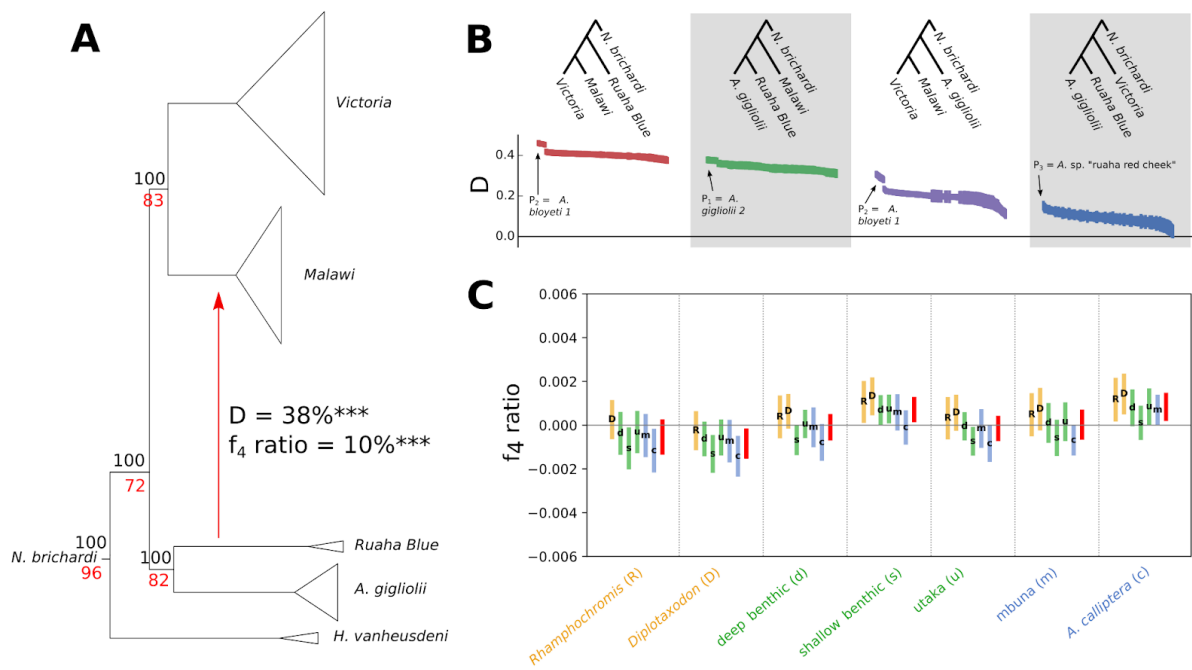 A
Victoria
100
83
Malawi
D = 38%***
f4 ratio = 10%***
100
72
100
N. brichardi
96
100
82
Ruaha Blue
A. gigliolii
H. vanheusdeni
B
N. brichardi
Ruaha Blue
Malawi
Victoria
N. brichardi
Malawi
Ruaha Blue
A. gigliolii
N. brichardi
A. gigliolii
Malawi
Victoria
N. brichardi
Victoria
Ruaha Blue
A. gigliolii
D
0.4
0.2
0.0
P2 = A.
bloyeti 1
P1 = A.
gigliolii 2
P2 = A.
bloyeti 1
P3 = A. sp. "ruaha red cheek"
C
f4 ratio
0.006
0.004
0.002
0.000
−0.002
−0.004
−0.006
D d s u m c
R d s u m c
R D s u m c
R D d u m c
R D d s m c
R D d s u c
R D d s u m
Rhamphochromis (R)
Diplotaxodon (D)
deep benthic (d)
shallow benthic (s)
utaka (u)
mbuna (m)
A. calliptera (c)